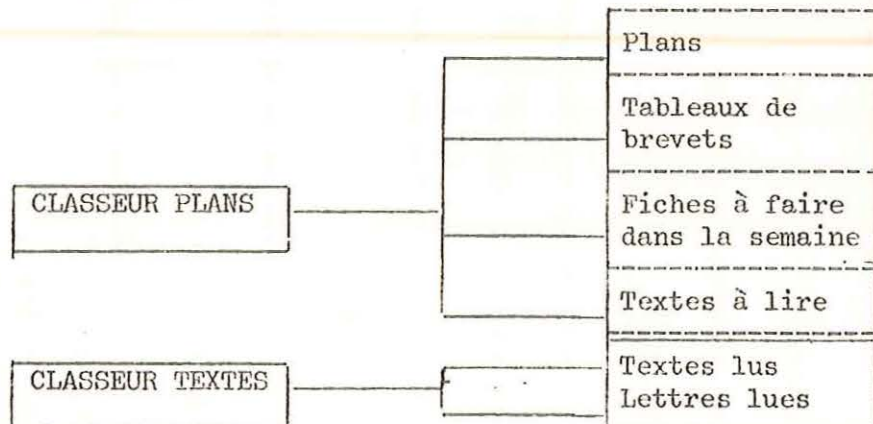 Plans
Tableaux de
brevets
CLASSEUR PLANS
Fiches à faire
dans la semaine
Textes à lire
CLASSEUR TEXTES
Textes lus
Lettres lues